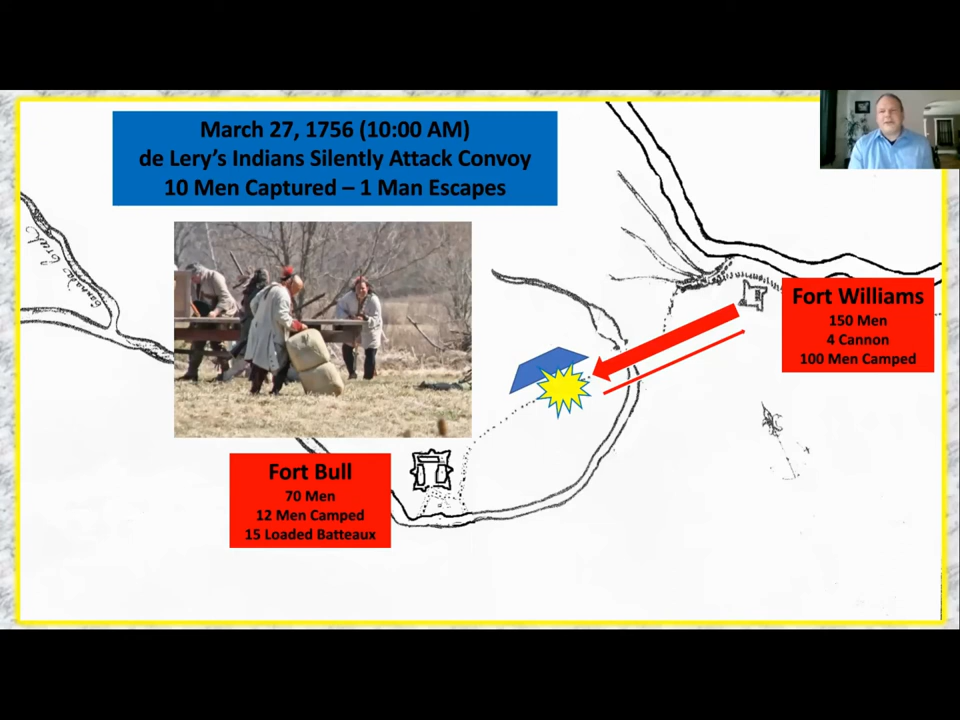 March 27, 1756 (10:00 AM)
de Lery's Indians Silently Attack Convoy
10 Men Captured – 1 Man Escapes
Fort Williams
150 Men
4 Cannon
100 Men Camped
Fort Bull
70 Men
12 Men Camped
15 Loaded Batteaux